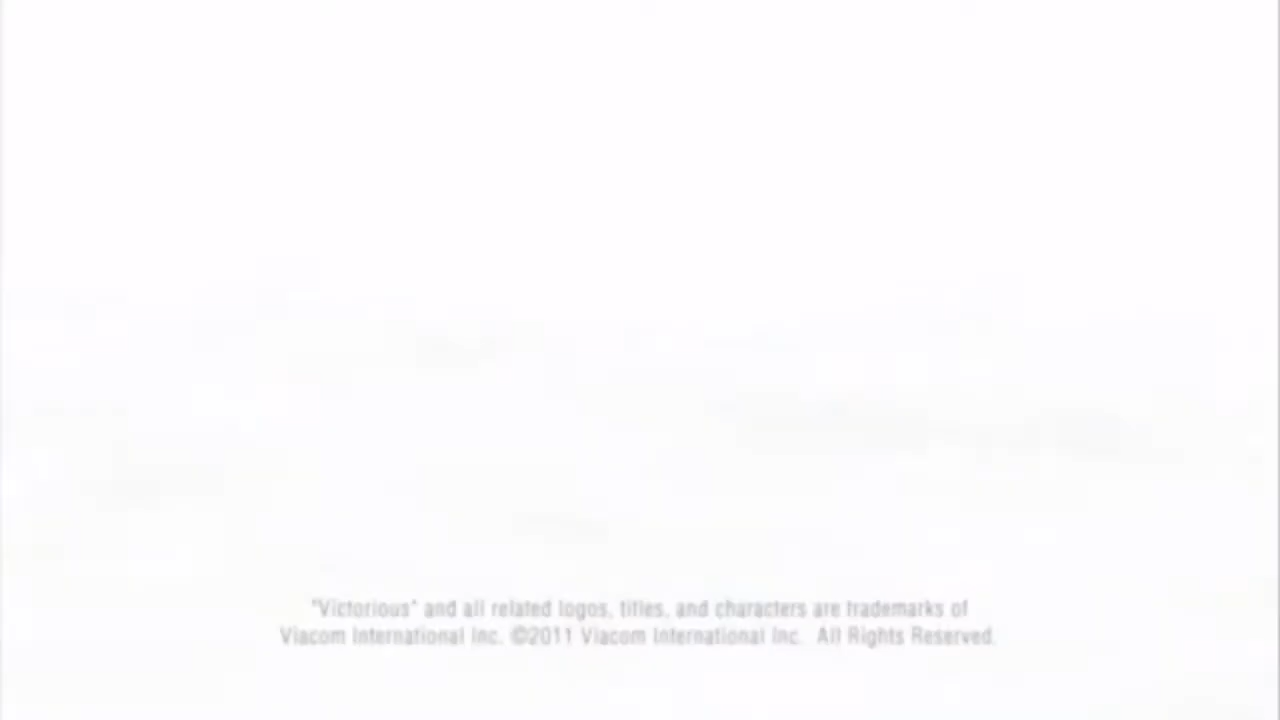 "Victorious" and all related logos, titles, and characters are trademarks of
Viacom International Inc. ©2011 Viacom International Inc. All Rights Reserved.